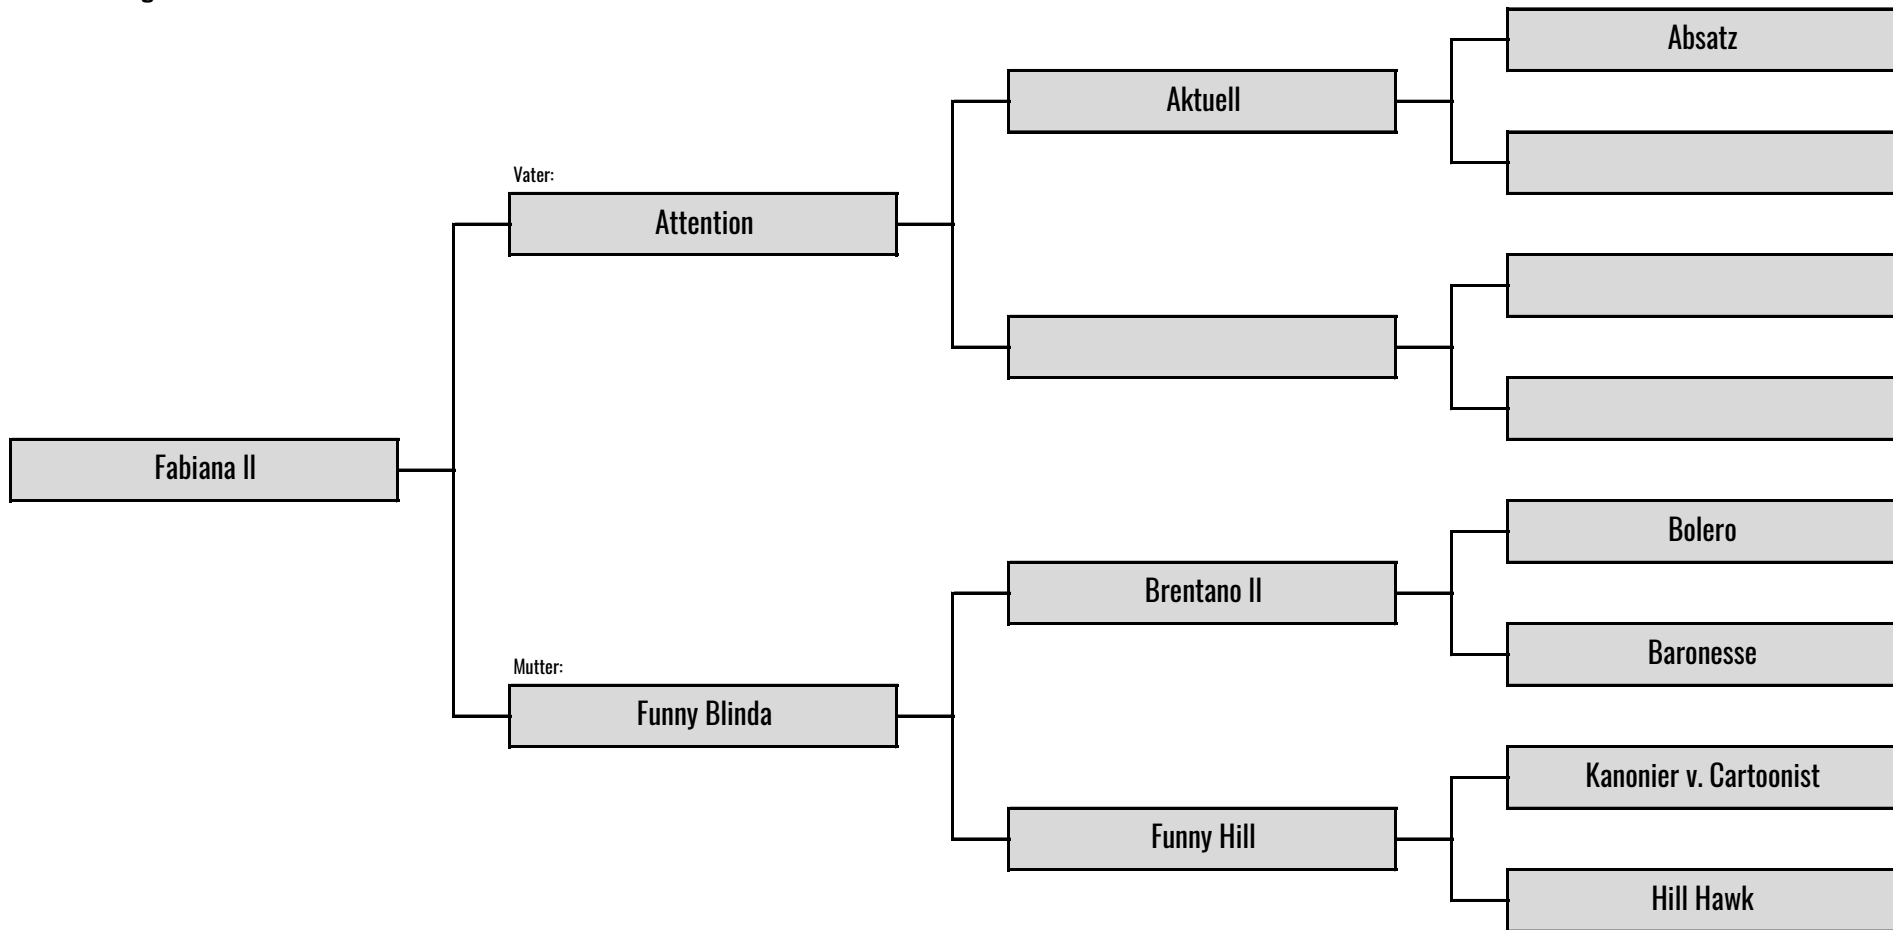 Absatz
Aktuell
Vater:
Attention
Fabiana II
Bolero
Brentano II
Baronesse
Mutter:
Funny Blinda
Kanonier v. Cartoonist
Funny Hill
Hill Hawk